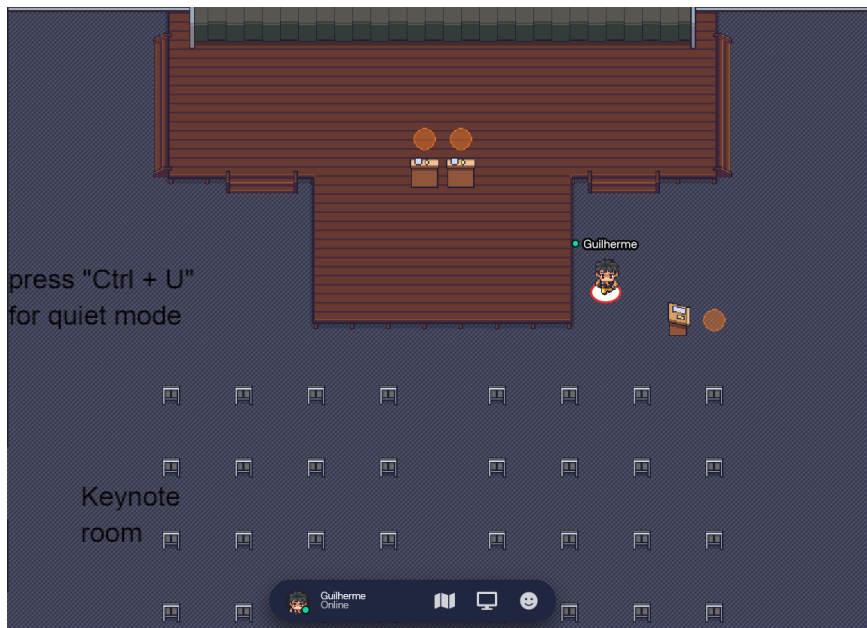 Guilherme
press "Ctrl + U"
for quiet mode
Keynote
room
Guilherme
Online